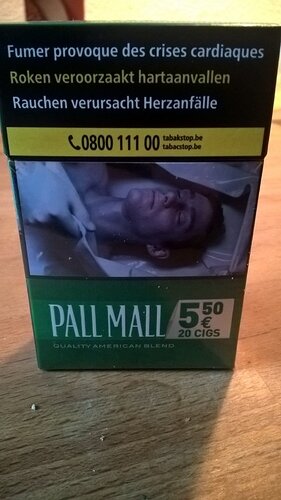 Fumer provoque des crises cardiaques
Roken veroorzaakt hartaanvallen
Rauchen verursacht Herzanfälle
0800 111 00 tabakstop.be
tabacstop.be
PALL MALL 5 50 €
20 CIGS
QUALITY AMERICAN BLEND